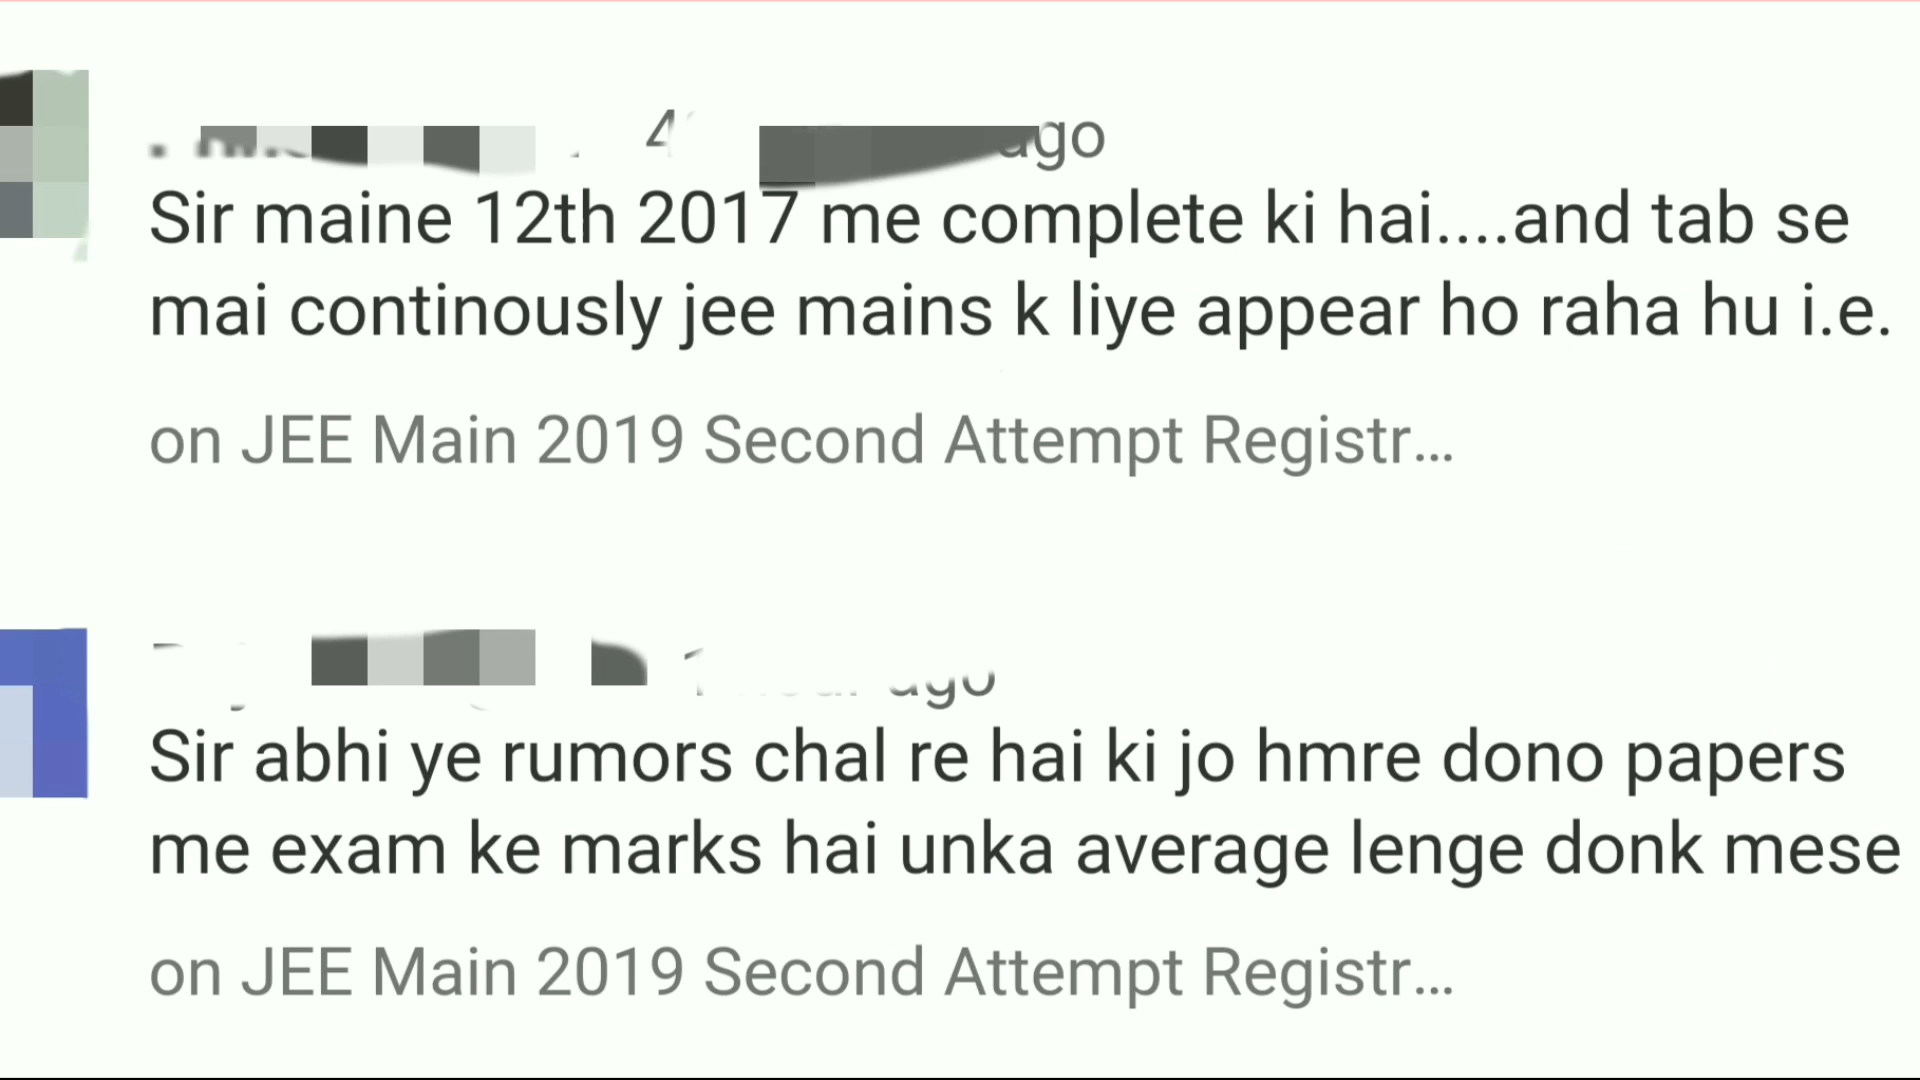 ago
Sir maine 12th 2017 me complete ki hai....and tab se
mai continously jee mains k liye appear ho raha hu i.e.
on JEE Main 2019 Second Attempt Registr...
ago
Sir abhi ye rumors chal re hai ki jo hmre dono papers
me exam ke marks hai unka average lenge donk mese
on JEE Main 2019 Second Attempt Registr...